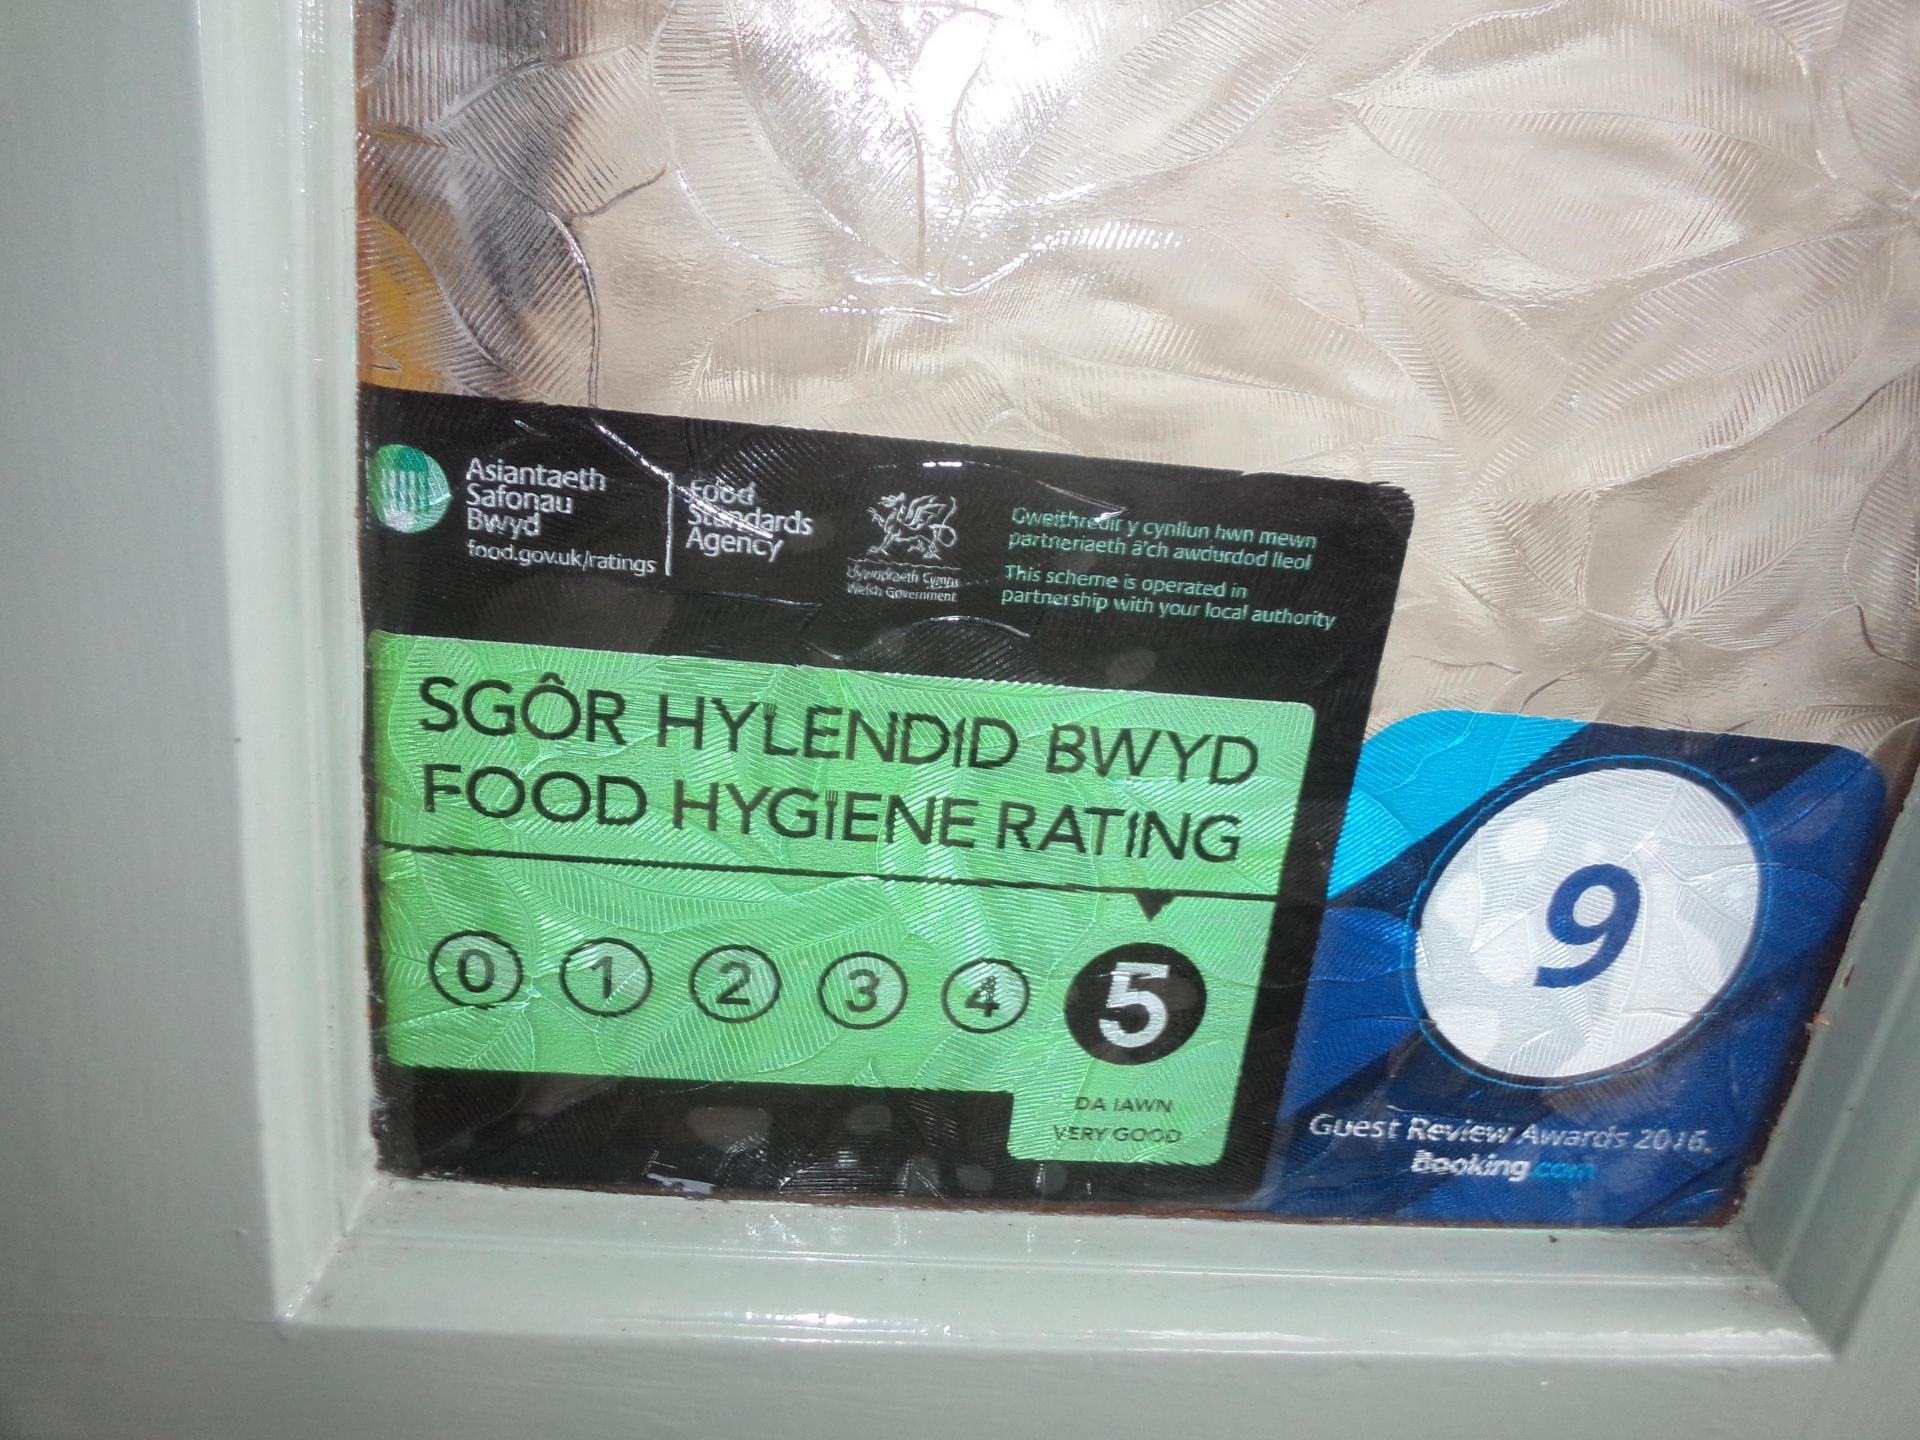 Asiantaeth
Safonau
Bwyd
food.gov.uk/ratings
Food
Standards
Agency
Llywodraeth Cymru
Welsh Government
Gweithredir y cynllun hwn mewn
partneriaeth â'ch awdurdod lleol
This scheme is operated in
partnership with your local authority
SGÔR HYLENDID BWYD
FOOD HYGIENE RATING
0 1 2 3 4 5
DA IAWN
VERY GOOD
9
Guest Review Awards 2016.
Booking.com